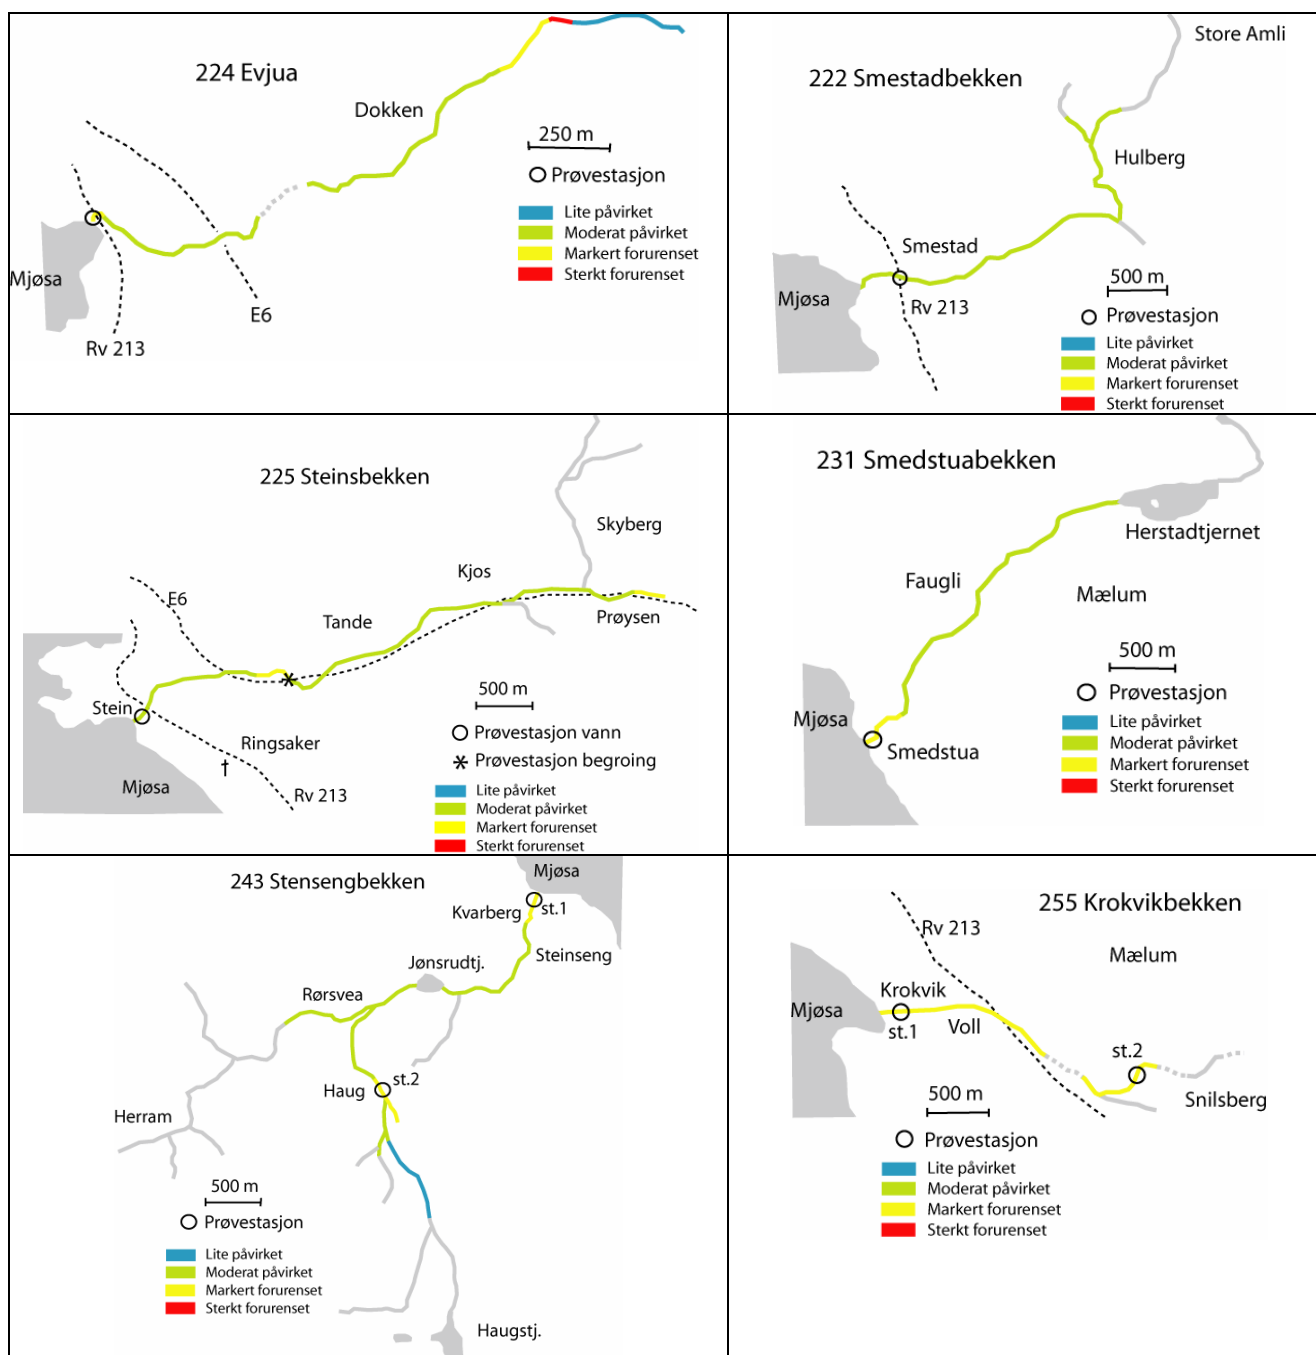 224 Evjua
Dokken
250 m
Prøvestasjon
Lite påvirket
Moderat påvirket
Markert forurenset
Sterkt forurenset
Mjøsa
E6
Rv 213
Store Amli
222 Smestadbekken
Hulberg
Smestad
500 m
Mjøsa
Rv 213
Prøvestasjon
Lite påvirket
Moderat påvirket
Markert forurenset
Sterkt forurenset
225 Steinsbekken
Skyberg
Kjos
E6
Tande
Prøysen
500 m
Stein
Prøvestasjon vann
Ringsaker
Prøvestasjon begroing
Mjøsa
Rv 213
Lite påvirket
Moderat påvirket
Markert forurenset
Sterkt forurenset
231 Smedstuabekken
Herstadtjernet
Faugli
Mælum
500 m
Prøvestasjon
Mjøsa
Smedstua
Lite påvirket
Moderat påvirket
Markert forurenset
Sterkt forurenset
243 Stensengbekken
Mjøsa
Kvarberg
st.1
Steinseng
Jønsrudtj.
Rørsvea
st.2
Haug
Herram
500 m
Prøvestasjon
Lite påvirket
Moderat påvirket
Markert forurenset
Sterkt forurenset
Haugstj.
255 Krokvikbekken
Rv 213
Mælum
Krokvik
Mjøsa
st.1
Voll
st.2
500 m
Snilsberg
Prøvestasjon
Lite påvirket
Moderat påvirket
Markert forurenset
Sterkt forurenset